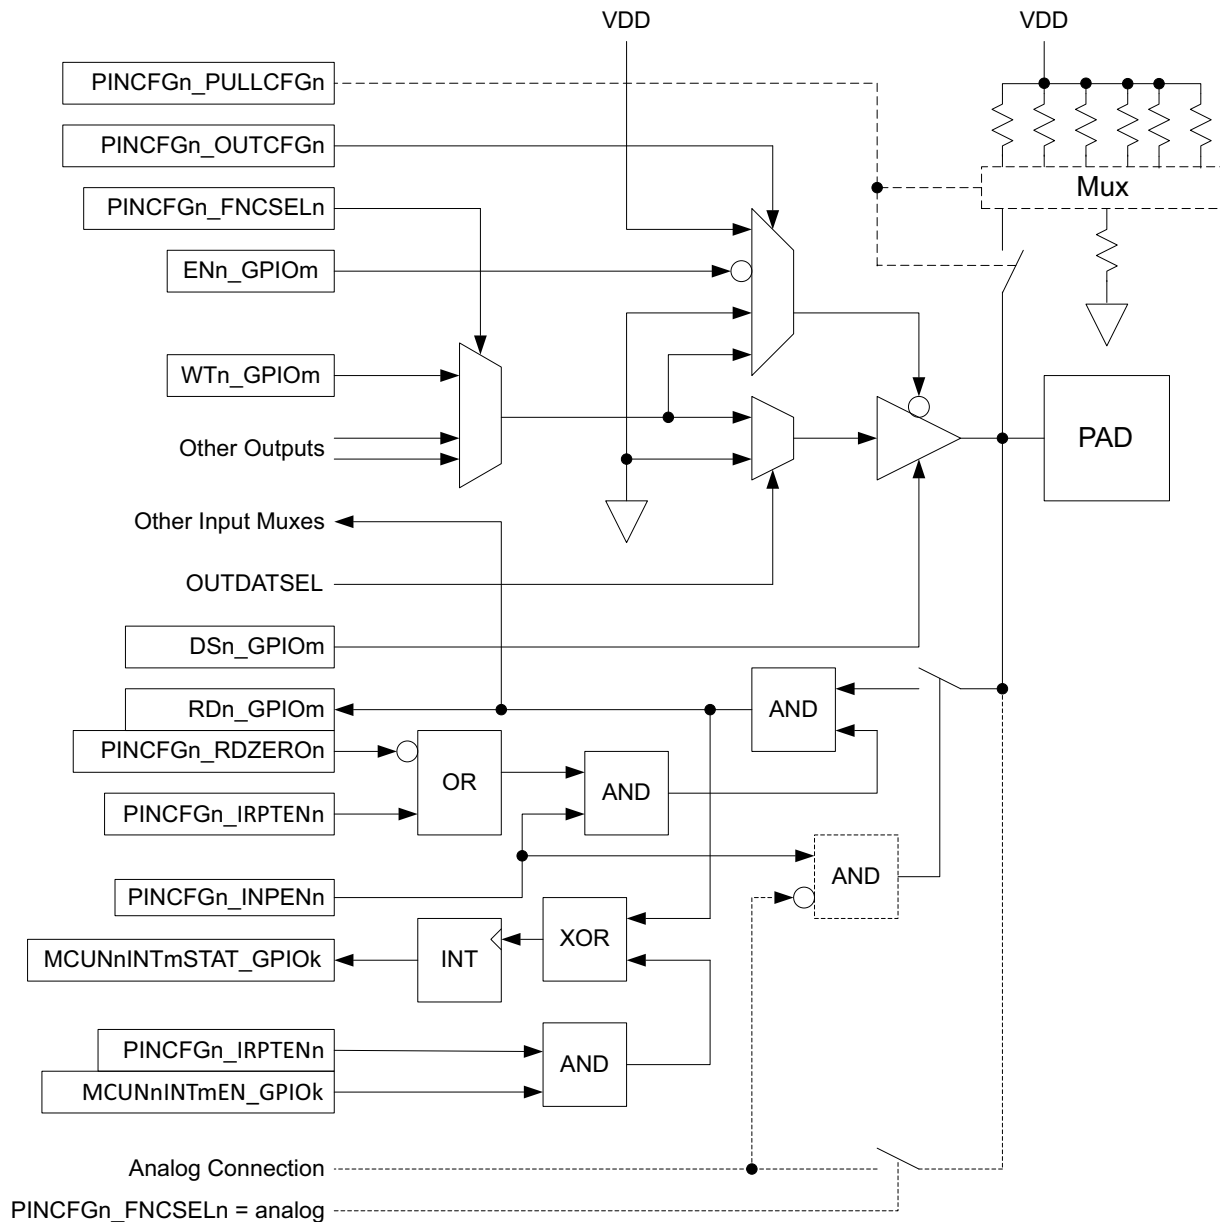 VDD
VDD
PINCFGn_PULLCFGn
PINCFGn_OUTCFGn
Mux
PINCFGn_FNCSELn
ENn_GPIOm
WTn_GPIOm
PAD
Other Outputs
Other Input Muxes
OUTDATSEL
DSn_GPIOm
RDn_GPIOm
AND
PINCFGn_RDZEROn
OR
AND
PINCFGn_IRPTENn
AND
PINCFGn_INPENn
XOR
MCUNnINTmSTAT_GPIOk
INT
PINCFGn_IRPTENn
AND
MCUNnINTmEN_GPIOk
Analog Connection
PINCFGn_FNCSELn = analog